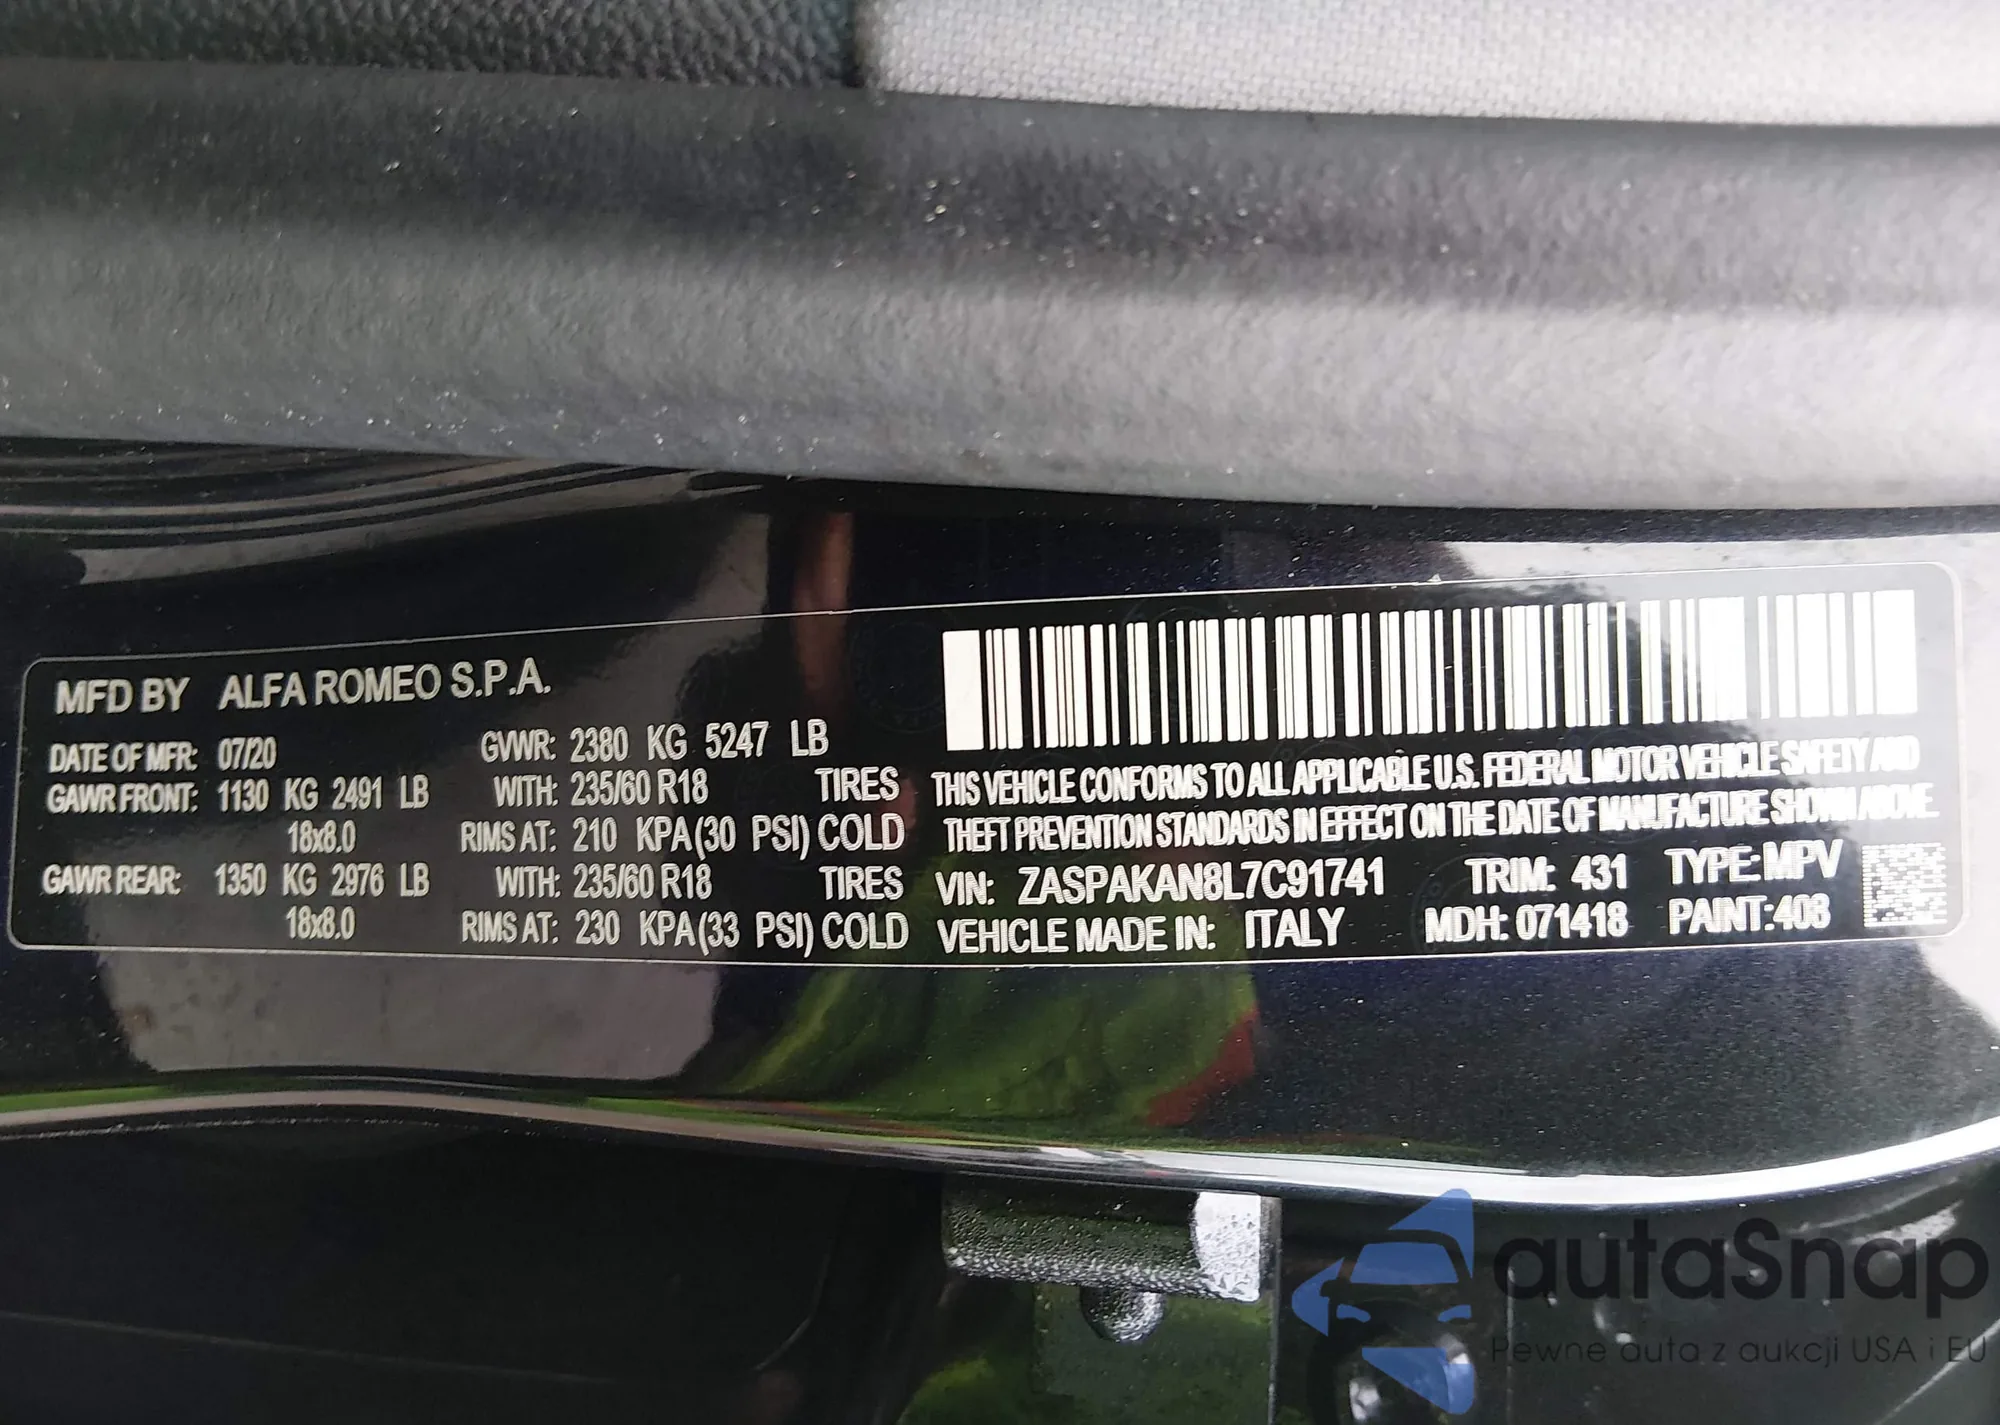 MFD BY ALFA ROMEO S.P.A.
DATE OF MFR: 07/20 GVWR: 2380 KG 5247 LB
GAWR FRONT: 1130 KG 2491 LB WITH: 235/60 R18 TIRES
18x8.0 RIMS AT: 210 KPA(30 PSI) COLD
GAWR REAR: 1350 KG 2976 LB WITH: 235/60 R18 TIRES
18x8.0 RIMS AT: 230 KPA(33 PSI) COLD
THIS VEHICLE CONFORMS TO ALL APPLICABLE U.S. FEDERAL MOTOR VEHICLE SAFETY AND
THEFT PREVENTION STANDARDS IN EFFECT ON THE DATE OF MANUFACTURE SHOWN ABOVE.
VIN: ZASPAKAN8L7C91741 TRIM: 431 TYPE: MPV
VEHICLE MADE IN: ITALY MDH: 071418 PAINT: 408
autaSnap
Pewne auta z aukcji USA i EU